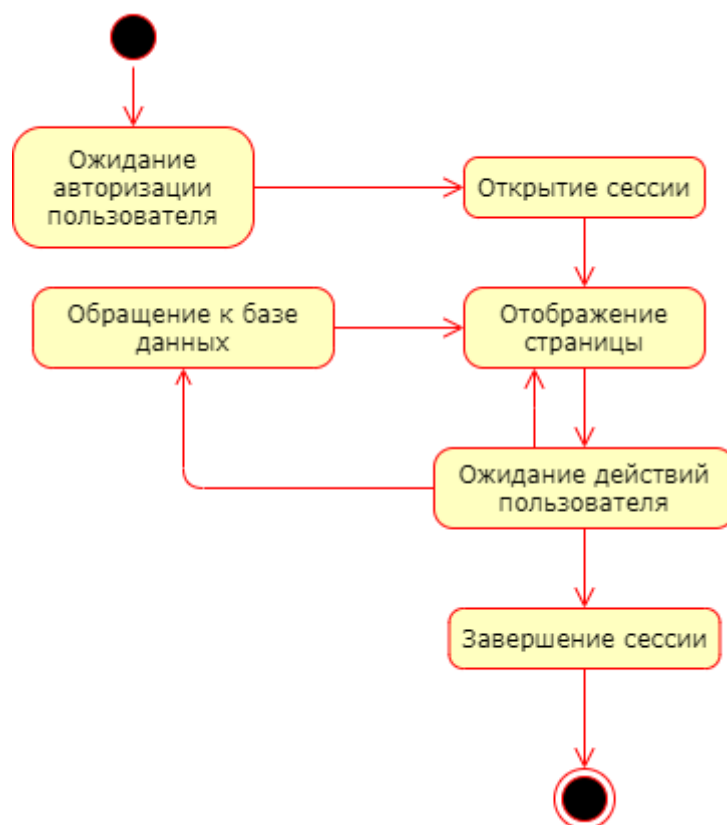 Ожидание
авторизации
пользователя
Открытие сессии
Обращение к базе
данных
Отображение
страницы
Ожидание действий
пользователя
Завершение сессии